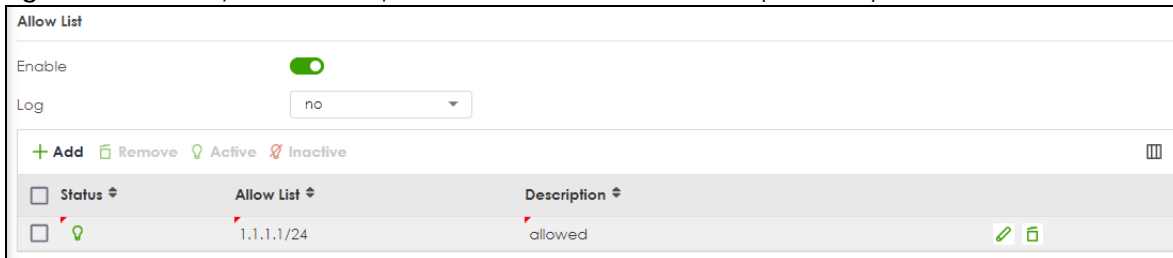 Allow List
Enable
Log no
Add Remove Active Inactive
Status Allow List Description
1.1.1.1/24 allowed